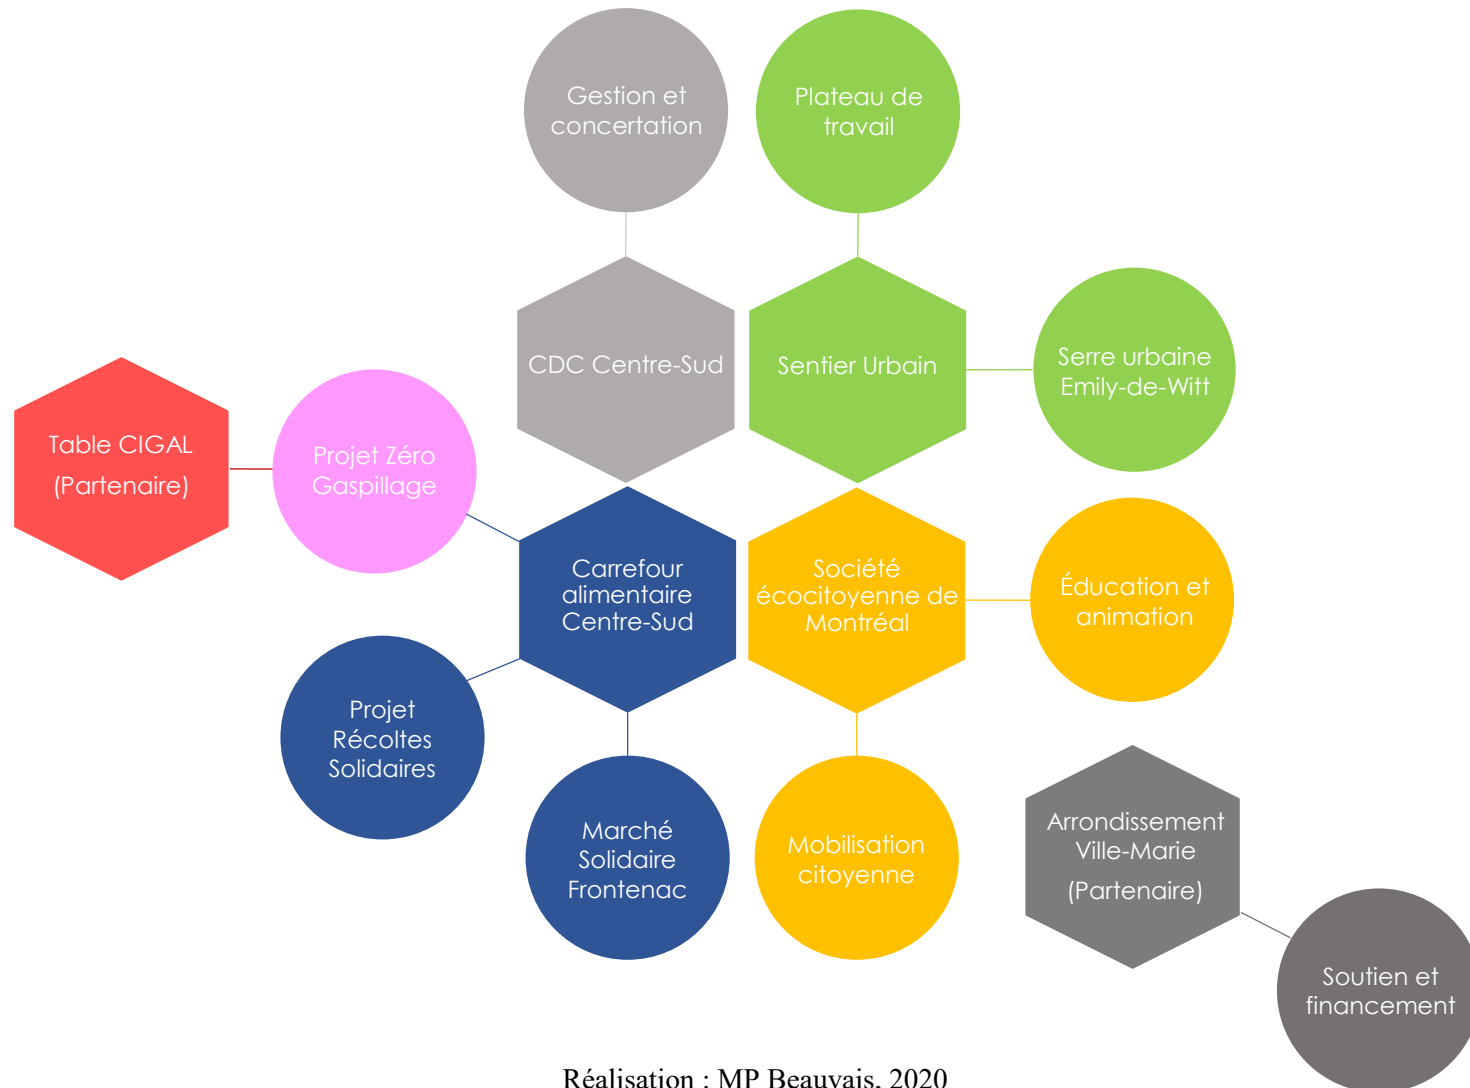 Gestion et
concertation
Plateau de
travail
CDC Centre-Sud
Sentier Urbain
Serre urbaine
Emily-de-Witt
Table CIGAL
(Partenaire)
Projet Zéro
Gaspillage
Carrefour
alimentaire
Centre-Sud
Société
écocitoyenne de
Montréal
Éducation et
animation
Projet
Récoltes
Solidaires
Marché
Solidaire
Frontenac
Mobilisation
citoyenne
Arrondissement
Ville-Marie
(Partenaire)
Soutien et
financement
Réalisation : MP Beauvais, 2020